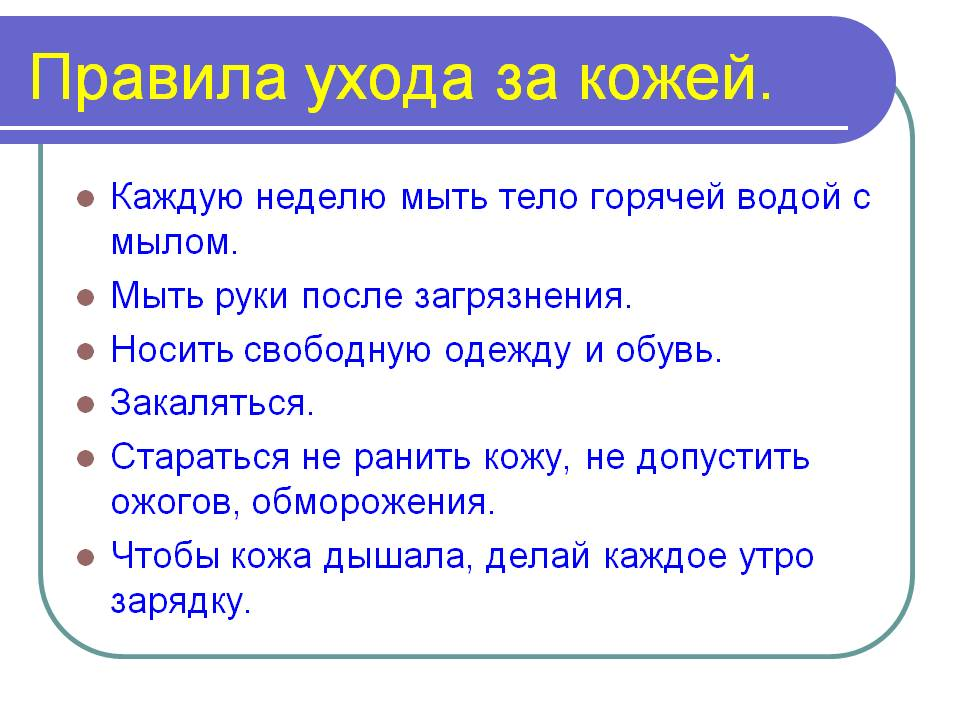 Правила ухода за кожей.
Каждую неделю мыть тело горячей водой с
мылом.
Мыть руки после загрязнения.
Носить свободную одежду и обувь.
Закаляться.
Стараться не ранить кожу, не допустить
ожогов, обморожения.
Чтобы кожа дышала, делай каждое утро
зарядку.